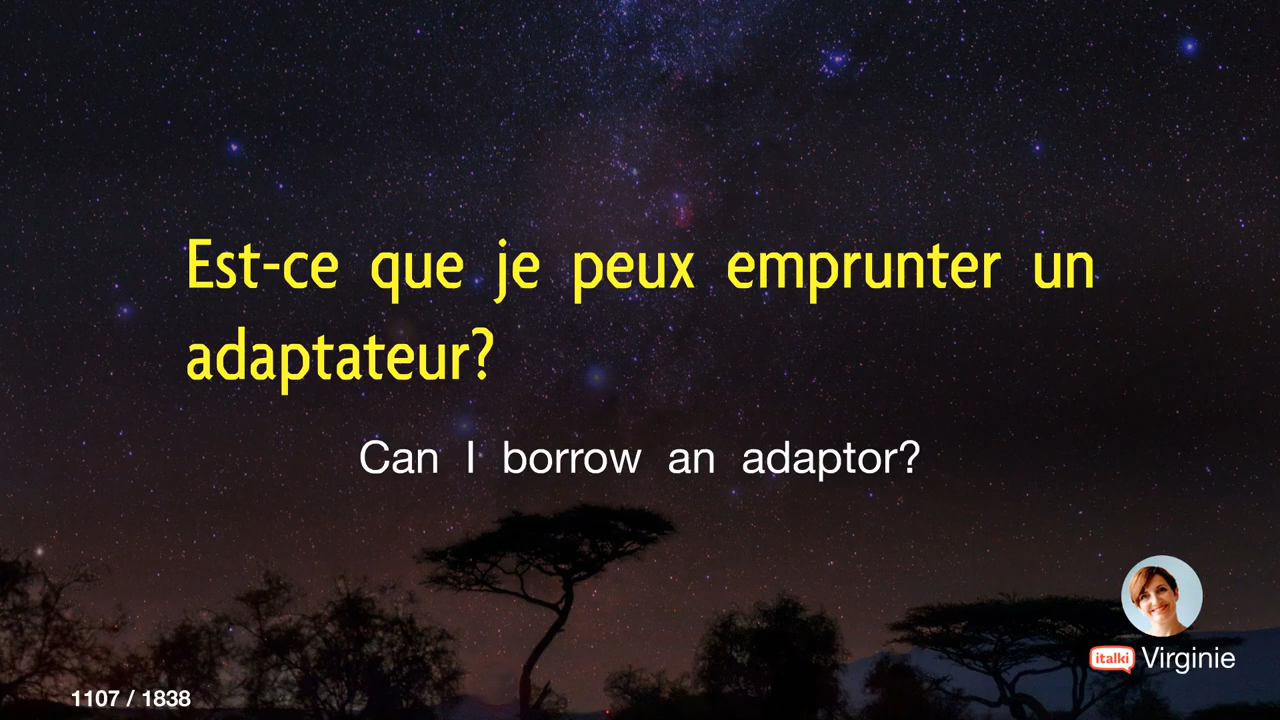 Est-ce que je peux emprunter un
adaptateur?
Can I borrow an adaptor?
italki Virginie
1107 / 1838